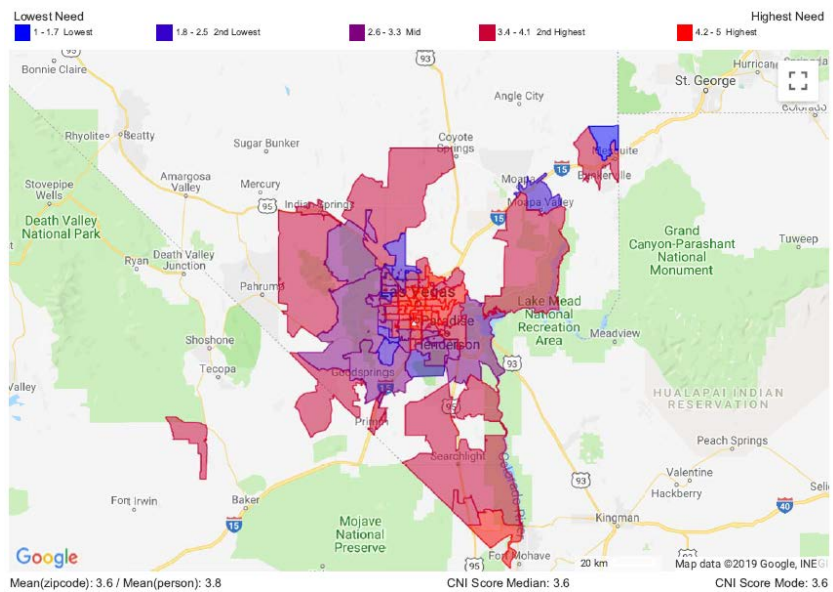 Lowest Need
Highest Need
1 - 1.7 Lowest
1.8 - 2.5 2nd Lowest
2.6 - 3.3 Mid
3.4 - 4.1 2nd Highest
4.2 - 5 Highest
95
Bonnie Claire
93
Hurricane
St. George
Angle City
Colorado
Rhyolite
Beatty
Sugar Bunker
Coyote
Springs
Mesquite
15
Bunkerville
Stovepipe
Wells
Amargosa
Valley
Mercury
95
Indian Springs
Moapa
Moapa Valley
15
Death Valley
National Park
Ryan
Death Valley
Junction
Grand
Canyon-Parashant
National
Monument
Tuweep
Pahrump
Las Vegas
Paradise
Lake Mead
National
Recreation
Area
Meadview
Shoshone
Henderson
93
Tecopa
Goodsprings
15
Valley
HUALAPAI INDIAN
RESERVATION
95
Primm
Peach Springs
Searchlight
Colorado River
Valentine
93
Hackberry
Fort Irwin
Baker
15
40
Kingman
Mojave
National
Preserve
Fort Mohave
95
Google
20 km
Map data ©2019 Google, INEGI
Mean(zipcode): 3.6 / Mean(person): 3.8
CNI Score Median: 3.6
CNI Score Mode: 3.6